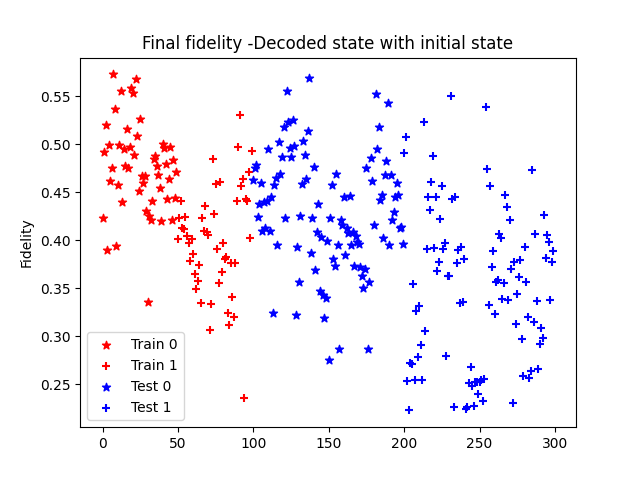 Final fidelity -Decoded state with initial state
Fidelity
0.55
0.50
0.45
0.40
0.35
0.30
0.25
Train 0
Train 1
Test 0
Test 1
0 50 100 150 200 250 300